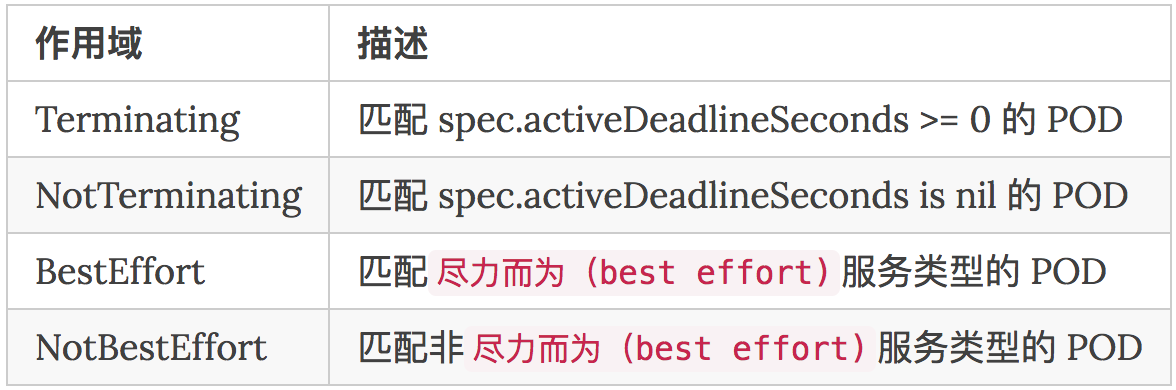 作用域 描述
Terminating 匹配 spec.activeDeadlineSeconds >= 0 的 POD
NotTerminating 匹配 spec.activeDeadlineSeconds is nil 的 POD
BestEffort 匹配尽力而为（best effort)服务类型的 POD
NotBestEffort 匹配非尽力而为（best effort)服务类型的 POD